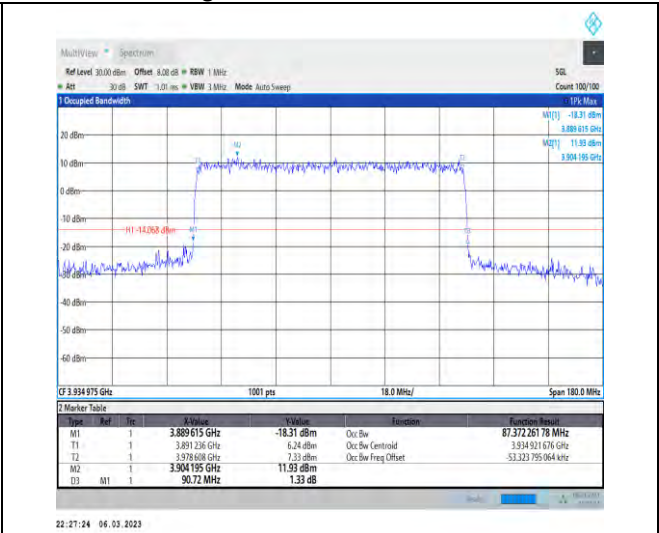 MultiView Spectrum
Ref Level 30.00 dBm Offset 8.08 dB RBW 1 MHz SGL
Att 30 dB SWT 1.01 ms VBW 3 MHz Mode Auto Sweep Count 100/100
1 Occupied Bandwidth 1Pk Max
M1[1] -18.31 dBm
3.889 615 GHz
M2[1] 11.93 dBm
3.904 195 GHz
20 dBm
M2
10 dBm
0 dBm
-10 dBm
H1 -14.068 dBm M1
-20 dBm
-30 dBm
-40 dBm
-50 dBm
-60 dBm
CF 3.934 975 GHz 1001 pts 18.0 MHz/ Span 180.0 MHz
2 Marker Table
Type Ref Trc X-Value Y-Value Function Function Result
M1 1 3.889 615 GHz -18.31 dBm Occ Bw 87.372 261 78 MHz
T1 1 3.891 236 GHz 6.24 dBm Occ Bw Centroid 3.934 921 676 GHz
T2 1 3.978 608 GHz 7.33 dBm Occ Bw Freq Offset -53.323 795 064 kHz
M2 1 3.904 195 GHz 11.93 dBm
D3 M1 1 90.72 MHz 1.33 dB
22:27:24 06.03.2023